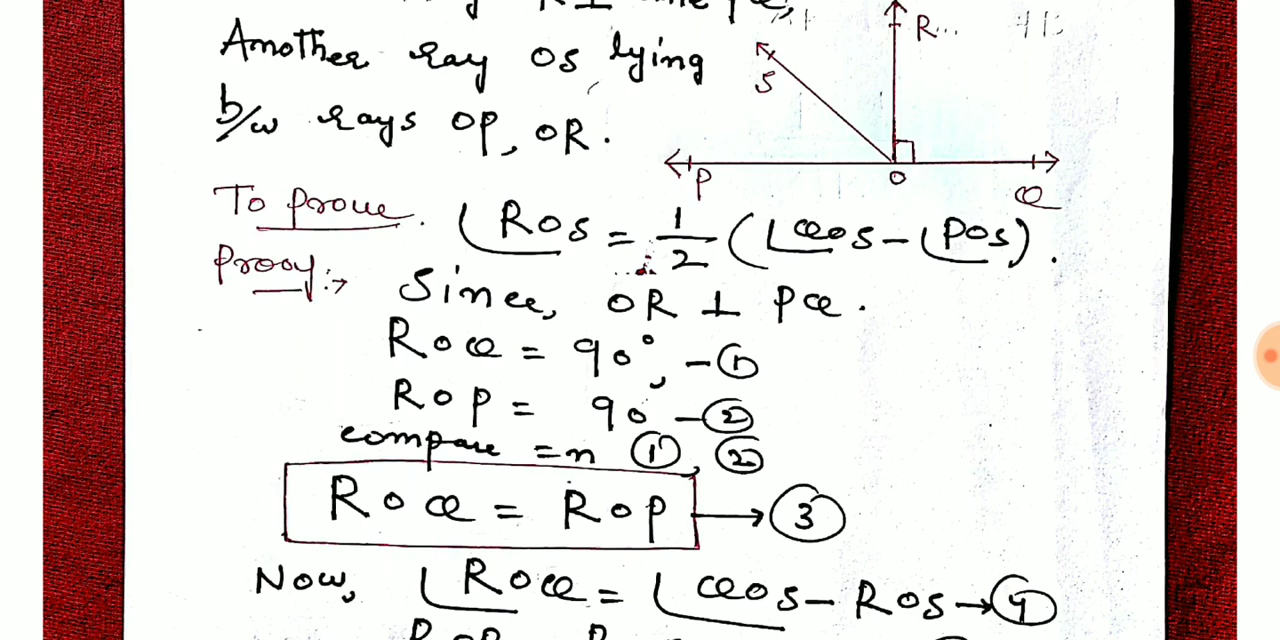 Another ray OS lying
b/w rays OP, OR.
R
S
P
O
Q
To prove. ∠ROS = 1/2 (∠QOS - ∠POS).
Proof:→ Since, OR ⊥ PQ.
ROQ = 90°, - ①
ROP = 90 - ②
compare =n ①, ②
ROQ = ROP → ③
Now, ∠ROQ = ∠QOS - ROS → ④